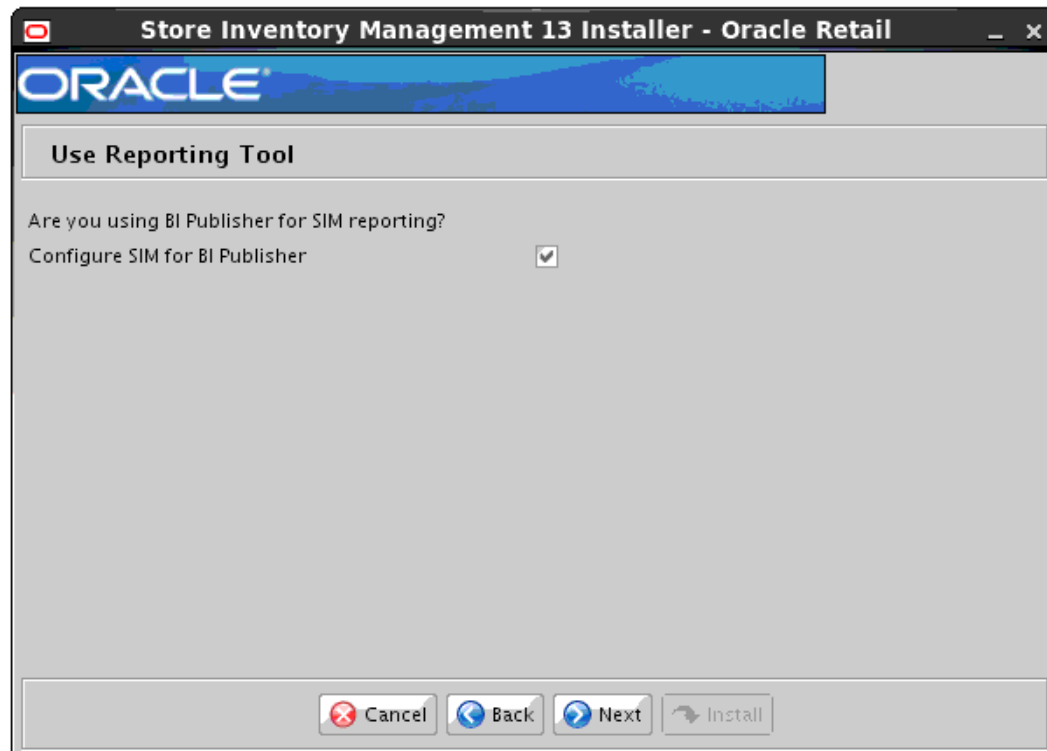 Store Inventory Management 13 Installer - Oracle Retail
ORACLE
Use Reporting Tool
Are you using BI Publisher for SIM reporting?
Configure SIM for BI Publisher
Cancel Back Next Install